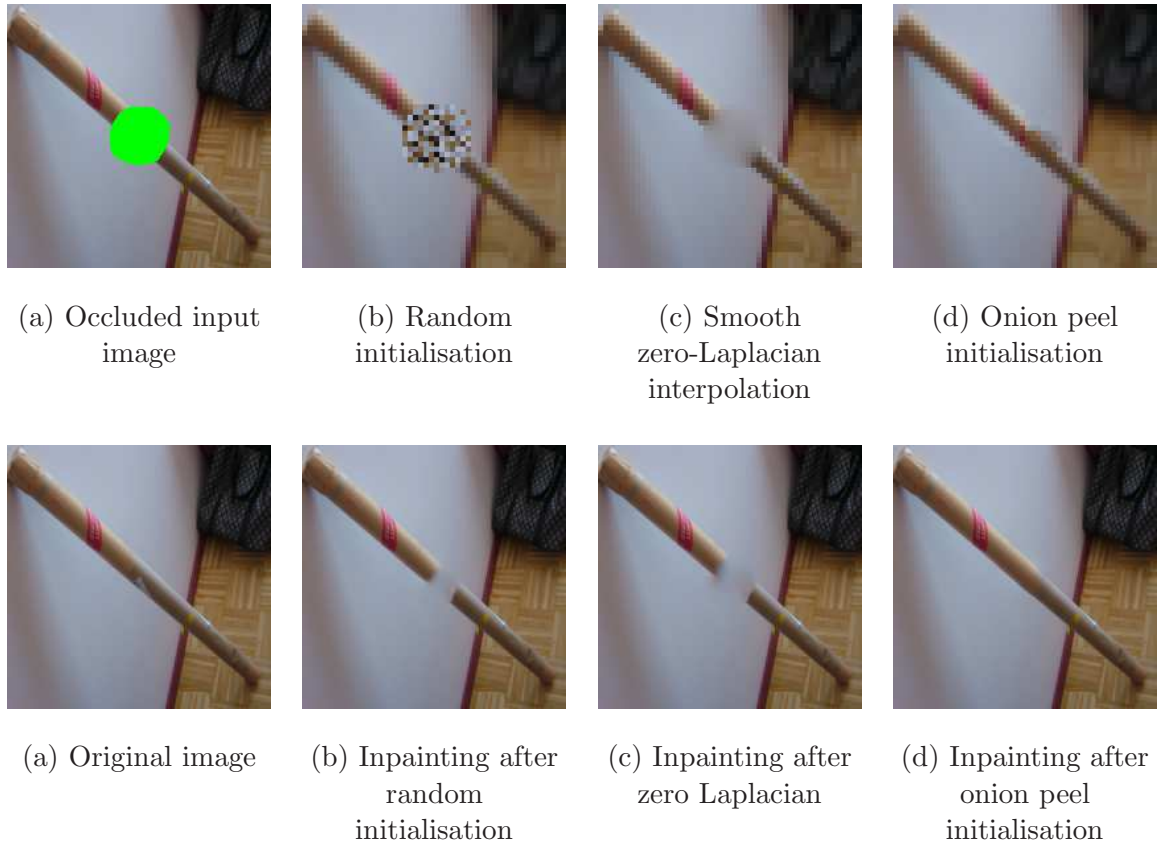 (a) Occluded input
image
(b) Random
initialisation
(c) Smooth
zero-Laplacian
interpolation
(d) Onion peel
initialisation
(a) Original image
(b) Inpainting after
random
initialisation
(c) Inpainting after
zero Laplacian
(d) Inpainting after
onion peel
initialisation